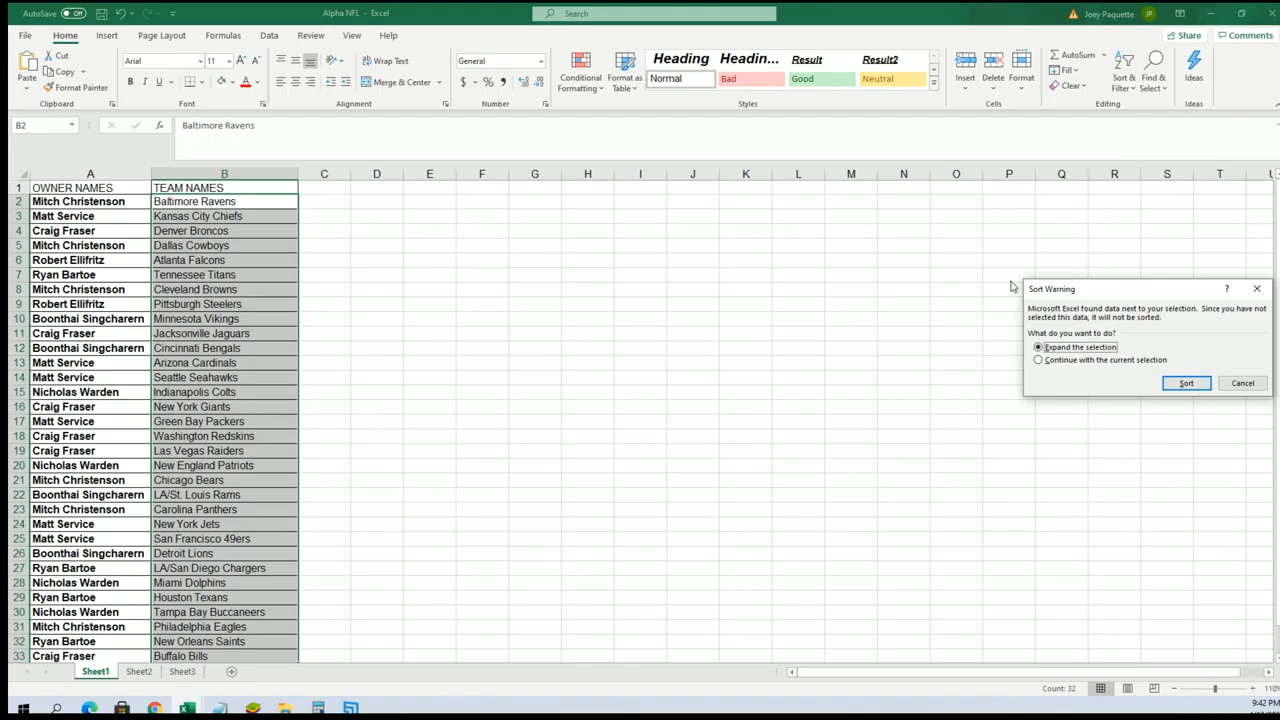 AutoSave Off Alpha NFL - Excel Search Joey Paquette JP
File Home Insert Page Layout Formulas Data Review View Help Share Comments
Cut
Copy
Format Painter
Paste
Clipboard
Arial 11
B I U
Font
Wrap Text
Merge & Center
Alignment
General
$ % ,
Number
Conditional Formatting
Format as Table
Heading Headin... Result Result2
Normal Bad Good Neutral
Styles
Insert Delete Format
Cells
AutoSum
Fill
Clear
Sort & Filter
Find & Select
Editing
Ideas
Ideas
B2 fx Baltimore Ravens
A B C D E F G H I J K L M N O P Q R S T U
1 OWNER NAMES TEAM NAMES
2 Mitch Christenson Baltimore Ravens
3 Matt Service Kansas City Chiefs
4 Craig Fraser Denver Broncos
5 Mitch Christenson Dallas Cowboys
6 Robert Ellifritz Atlanta Falcons
7 Ryan Bartoe Tennessee Titans
8 Mitch Christenson Cleveland Browns
9 Robert Ellifritz Pittsburgh Steelers
10 Boonthai Singcharern Minnesota Vikings
11 Craig Fraser Jacksonville Jaguars
12 Boonthai Singcharern Cincinnati Bengals
13 Matt Service Arizona Cardinals
14 Matt Service Seattle Seahawks
15 Nicholas Warden Indianapolis Colts
16 Craig Fraser New York Giants
17 Matt Service Green Bay Packers
18 Craig Fraser Washington Redskins
19 Craig Fraser Las Vegas Raiders
20 Nicholas Warden New England Patriots
21 Mitch Christenson Chicago Bears
22 Boonthai Singcharern LA/St. Louis Rams
23 Mitch Christenson Carolina Panthers
24 Matt Service New York Jets
25 Matt Service San Francisco 49ers
26 Boonthai Singcharern Detroit Lions
27 Ryan Bartoe LA/San Diego Chargers
28 Nicholas Warden Miami Dolphins
29 Ryan Bartoe Houston Texans
30 Nicholas Warden Tampa Bay Buccaneers
31 Mitch Christenson Philadelphia Eagles
32 Ryan Bartoe New Orleans Saints
33 Craig Fraser Buffalo Bills
Sort Warning ?
Microsoft Excel found data next to your selection. Since you have not
selected this data, it will not be sorted.
What do you want to do?
Expand the selection
Continue with the current selection
Sort Cancel
Sheet1 Sheet2 Sheet3
Count: 32 110%
9:42 PM